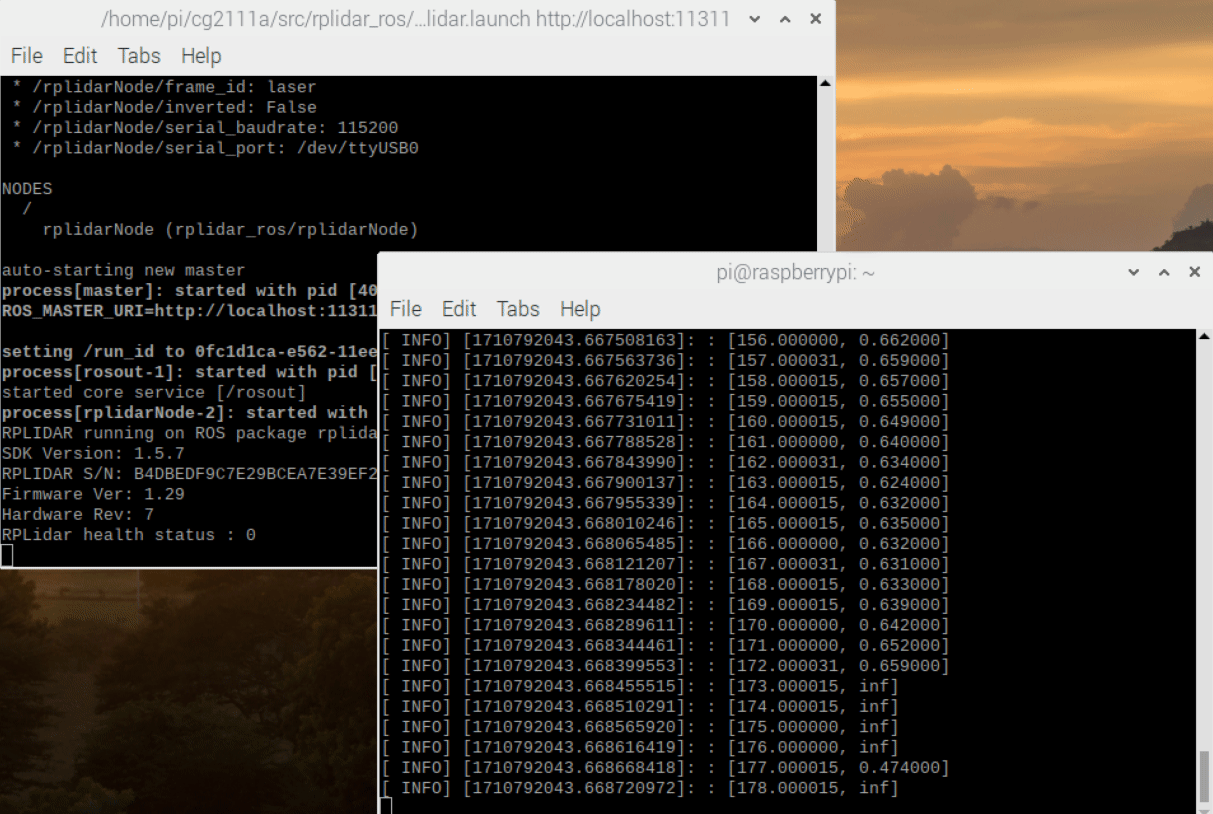 /home/pi/cg2111a/src/rplidar_ros/...lidar.launch http://localhost:11311
File Edit Tabs Help
* /rplidarNode/frame_id: laser
* /rplidarNode/inverted: False
* /rplidarNode/serial_baudrate: 115200
* /rplidarNode/serial_port: /dev/ttyUSB0
NODES
/
rplidarNode (rplidar_ros/rplidarNode)
auto-starting new master
process[master]: started with pid [40
ROS_MASTER_URI=http://localhost:11311
setting /run_id to 0fc1d1ca-e562-11ee
process[rosout-1]: started with pid [
started core service [/rosout]
process[rplidarNode-2]: started with
RPLIDAR running on ROS package rplida
SDK Version: 1.5.7
RPLIDAR S/N: B4DBEDF9C7E29BCEA7E39EF2
Firmware Ver: 1.29
Hardware Rev: 7
RPLidar health status : 0
pi@raspberrypi: ~
File Edit Tabs Help
[ INFO] [1710792043.667508163]: : [156.000000, 0.662000]
[ INFO] [1710792043.667563736]: : [157.000031, 0.659000]
[ INFO] [1710792043.667620254]: : [158.000015, 0.657000]
[ INFO] [1710792043.667675419]: : [159.000015, 0.655000]
[ INFO] [1710792043.667731011]: : [160.000015, 0.649000]
[ INFO] [1710792043.667788528]: : [161.000000, 0.640000]
[ INFO] [1710792043.667843990]: : [162.000031, 0.634000]
[ INFO] [1710792043.667900137]: : [163.000015, 0.624000]
[ INFO] [1710792043.667955339]: : [164.000015, 0.632000]
[ INFO] [1710792043.668010246]: : [165.000015, 0.635000]
[ INFO] [1710792043.668065485]: : [166.000000, 0.632000]
[ INFO] [1710792043.668121207]: : [167.000031, 0.631000]
[ INFO] [1710792043.668178020]: : [168.000015, 0.633000]
[ INFO] [1710792043.668234482]: : [169.000015, 0.639000]
[ INFO] [1710792043.668289611]: : [170.000015, 0.642000]
[ INFO] [1710792043.668344461]: : [171.000000, 0.652000]
[ INFO] [1710792043.668399553]: : [172.000031, 0.659000]
[ INFO] [1710792043.668455515]: : [173.000015, inf]
[ INFO] [1710792043.668510291]: : [174.000015, inf]
[ INFO] [1710792043.668565920]: : [175.000000, inf]
[ INFO] [1710792043.668616419]: : [176.000000, inf]
[ INFO] [1710792043.668668418]: : [177.000015, 0.474000]
[ INFO] [1710792043.668720972]: : [178.000015, inf]